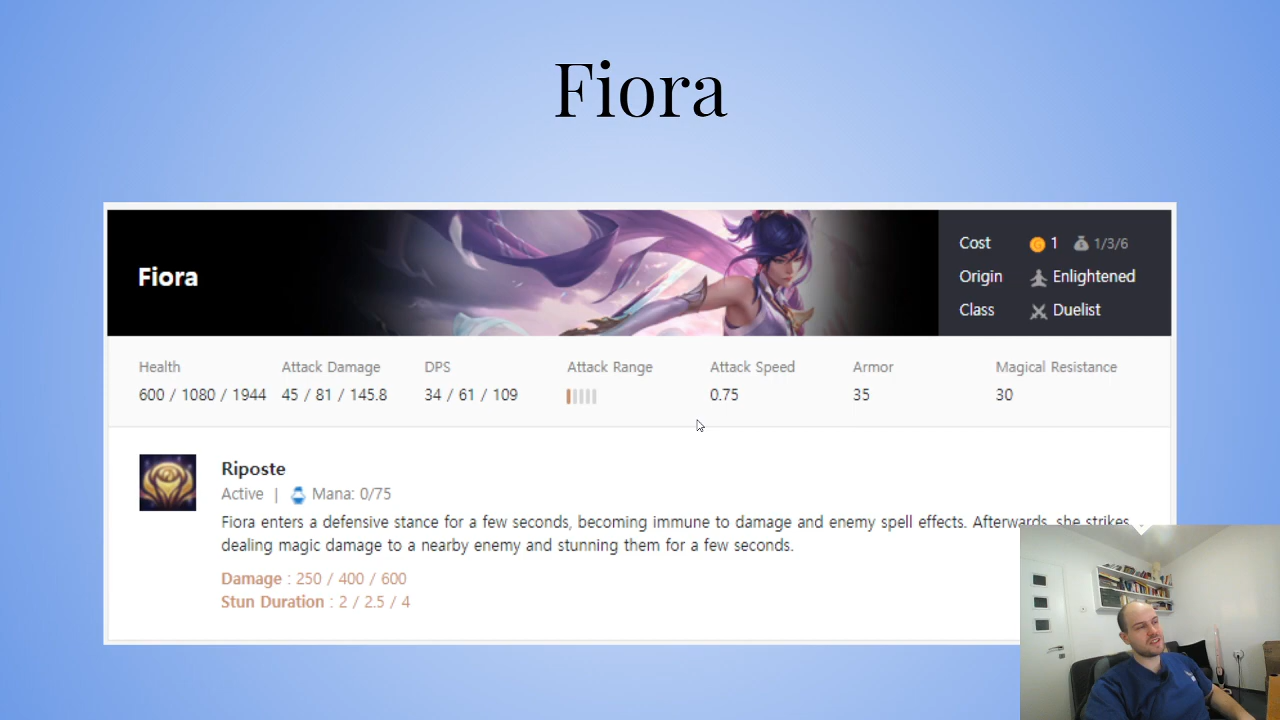 Fiora
Fiora
Cost 1 1/3/6
Origin Enlightened
Class Duelist
Health Attack Damage DPS Attack Range Attack Speed Armor Magical Resistance
600 / 1080 / 1944 45 / 81 / 145.8 34 / 61 / 109 0.75 35 30
Riposte
Active | Mana: 0/75
Fiora enters a defensive stance for a few seconds, becoming immune to damage and enemy spell effects. Afterwards, she strikes,
dealing magic damage to a nearby enemy and stunning them for a few seconds.
Damage : 250 / 400 / 600
Stun Duration : 2 / 2.5 / 4